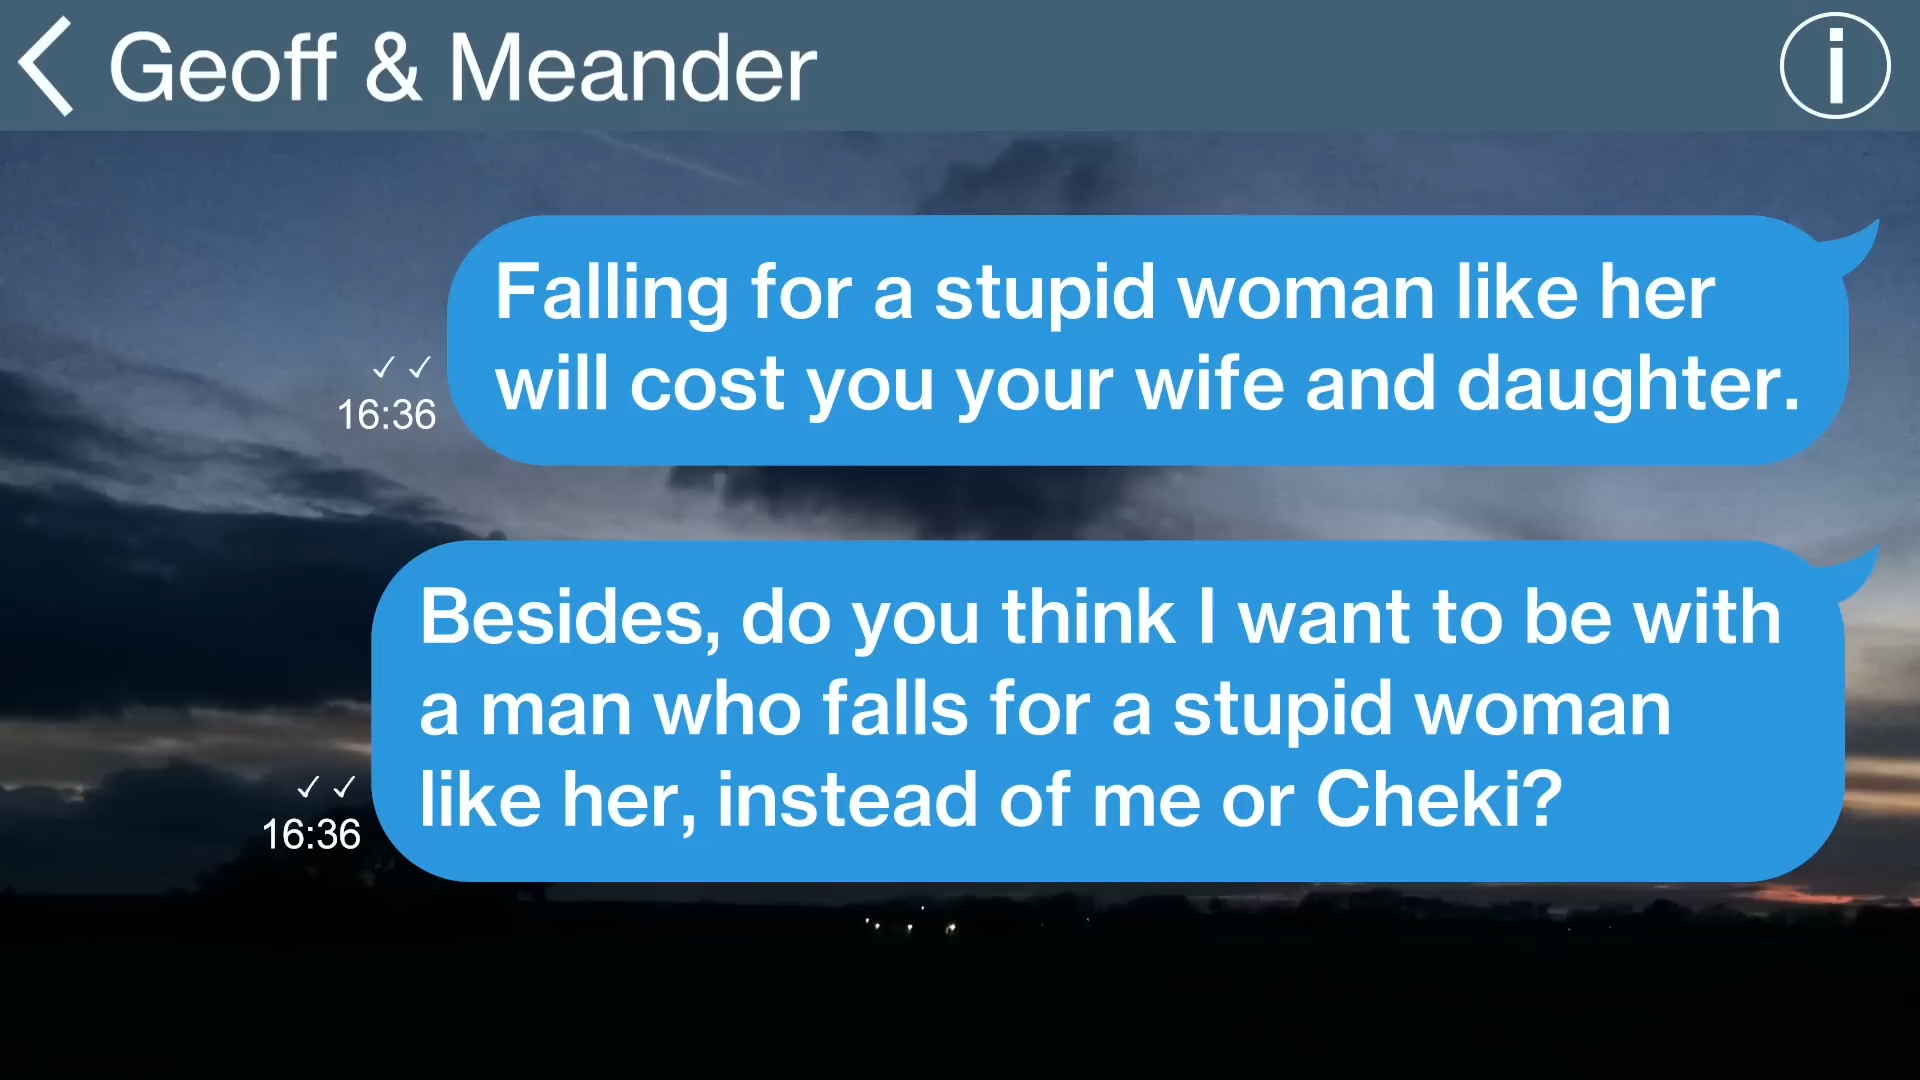 Geoff & Meander
Falling for a stupid woman like her
will cost you your wife and daughter.
16:36
Besides, do you think I want to be with
a man who falls for a stupid woman
like her, instead of me or Cheki?
16:36